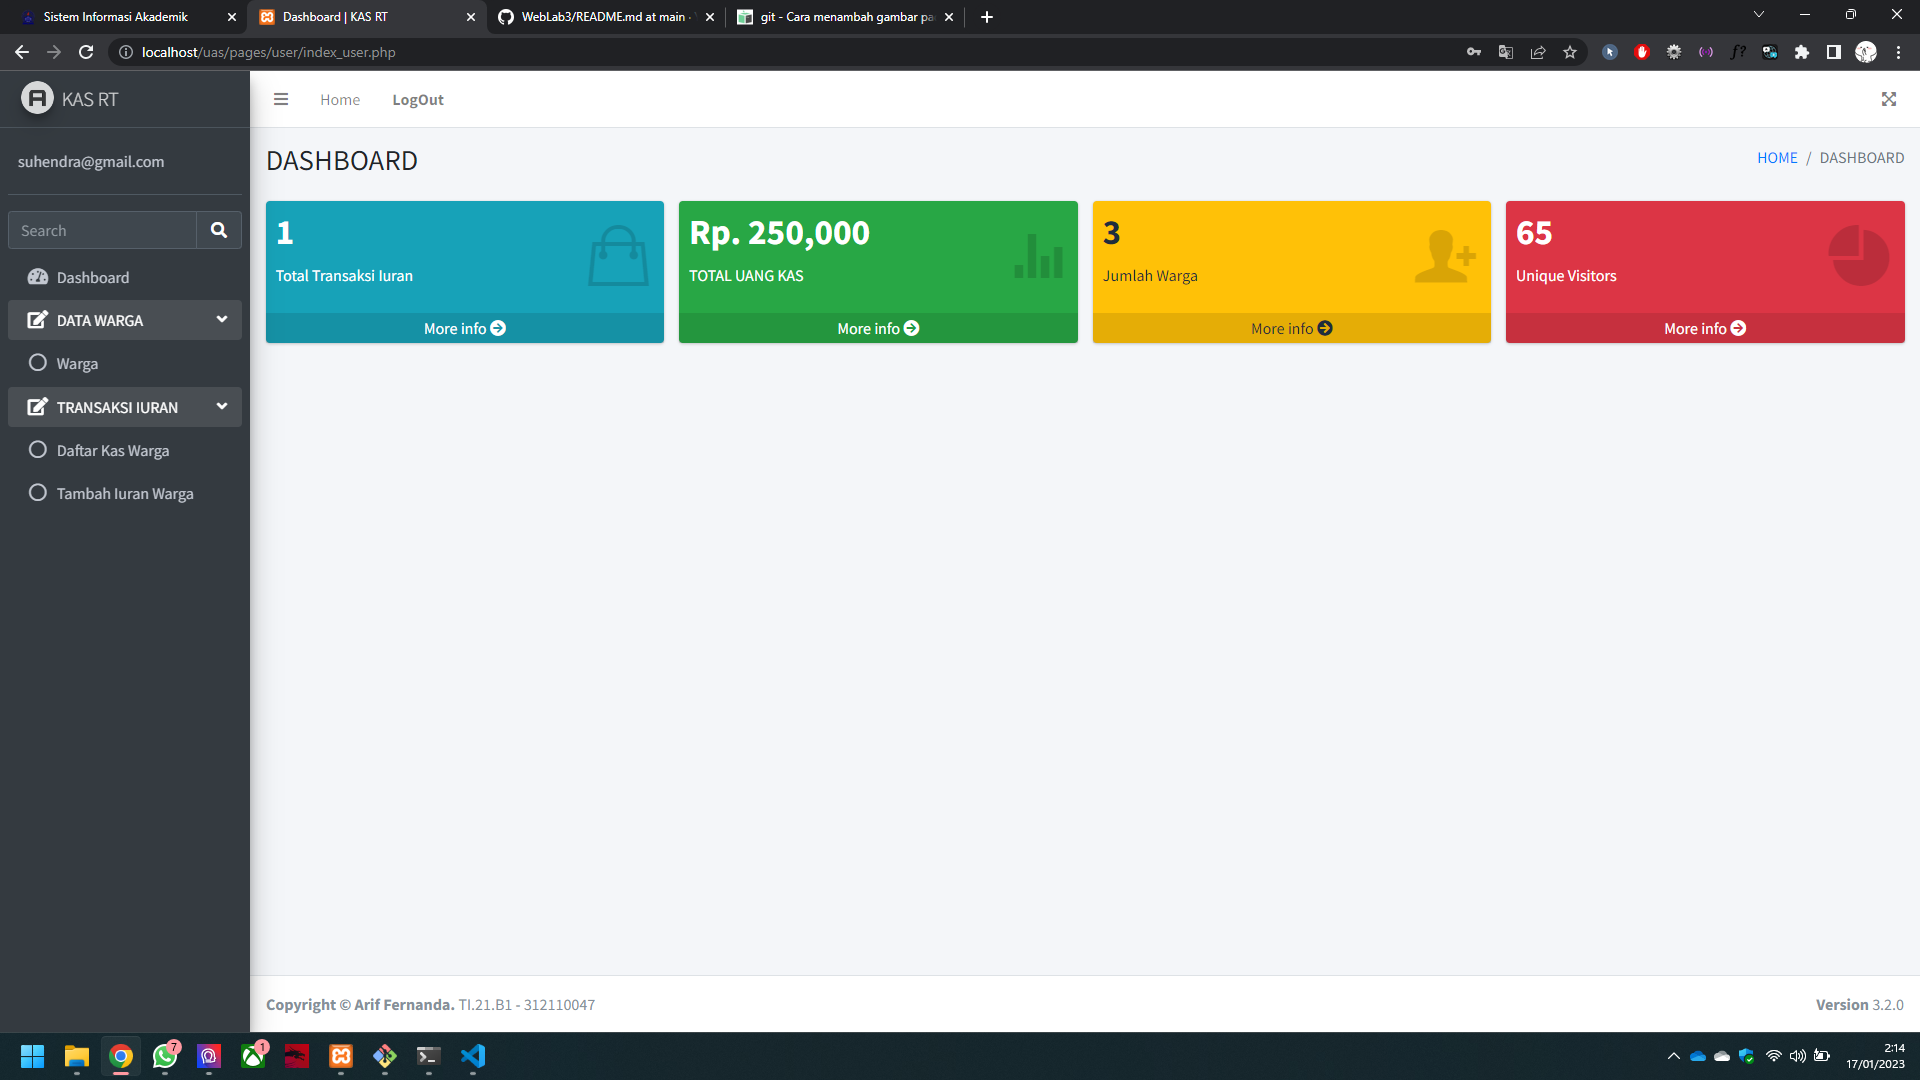 Sistem Informasi Akademik
Dashboard | KAS RT
WebLab3/README.md at main ·
git - Cara menambah gambar pa
localhost/uas/pages/user/index_user.php
KAS RT
Home
LogOut
suhendra@gmail.com
DASHBOARD
HOME / DASHBOARD
Search
Dashboard
DATA WARGA
Warga
TRANSAKSI IURAN
Daftar Kas Warga
Tambah Iuran Warga
1
Total Transaksi Iuran
More info
Rp. 250,000
TOTAL UANG KAS
More info
3
Jumlah Warga
More info
65
Unique Visitors
More info
Copyright © Arif Fernanda. TI.21.B1 - 312110047
Version 3.2.0
7
1
2:14
17/01/2023